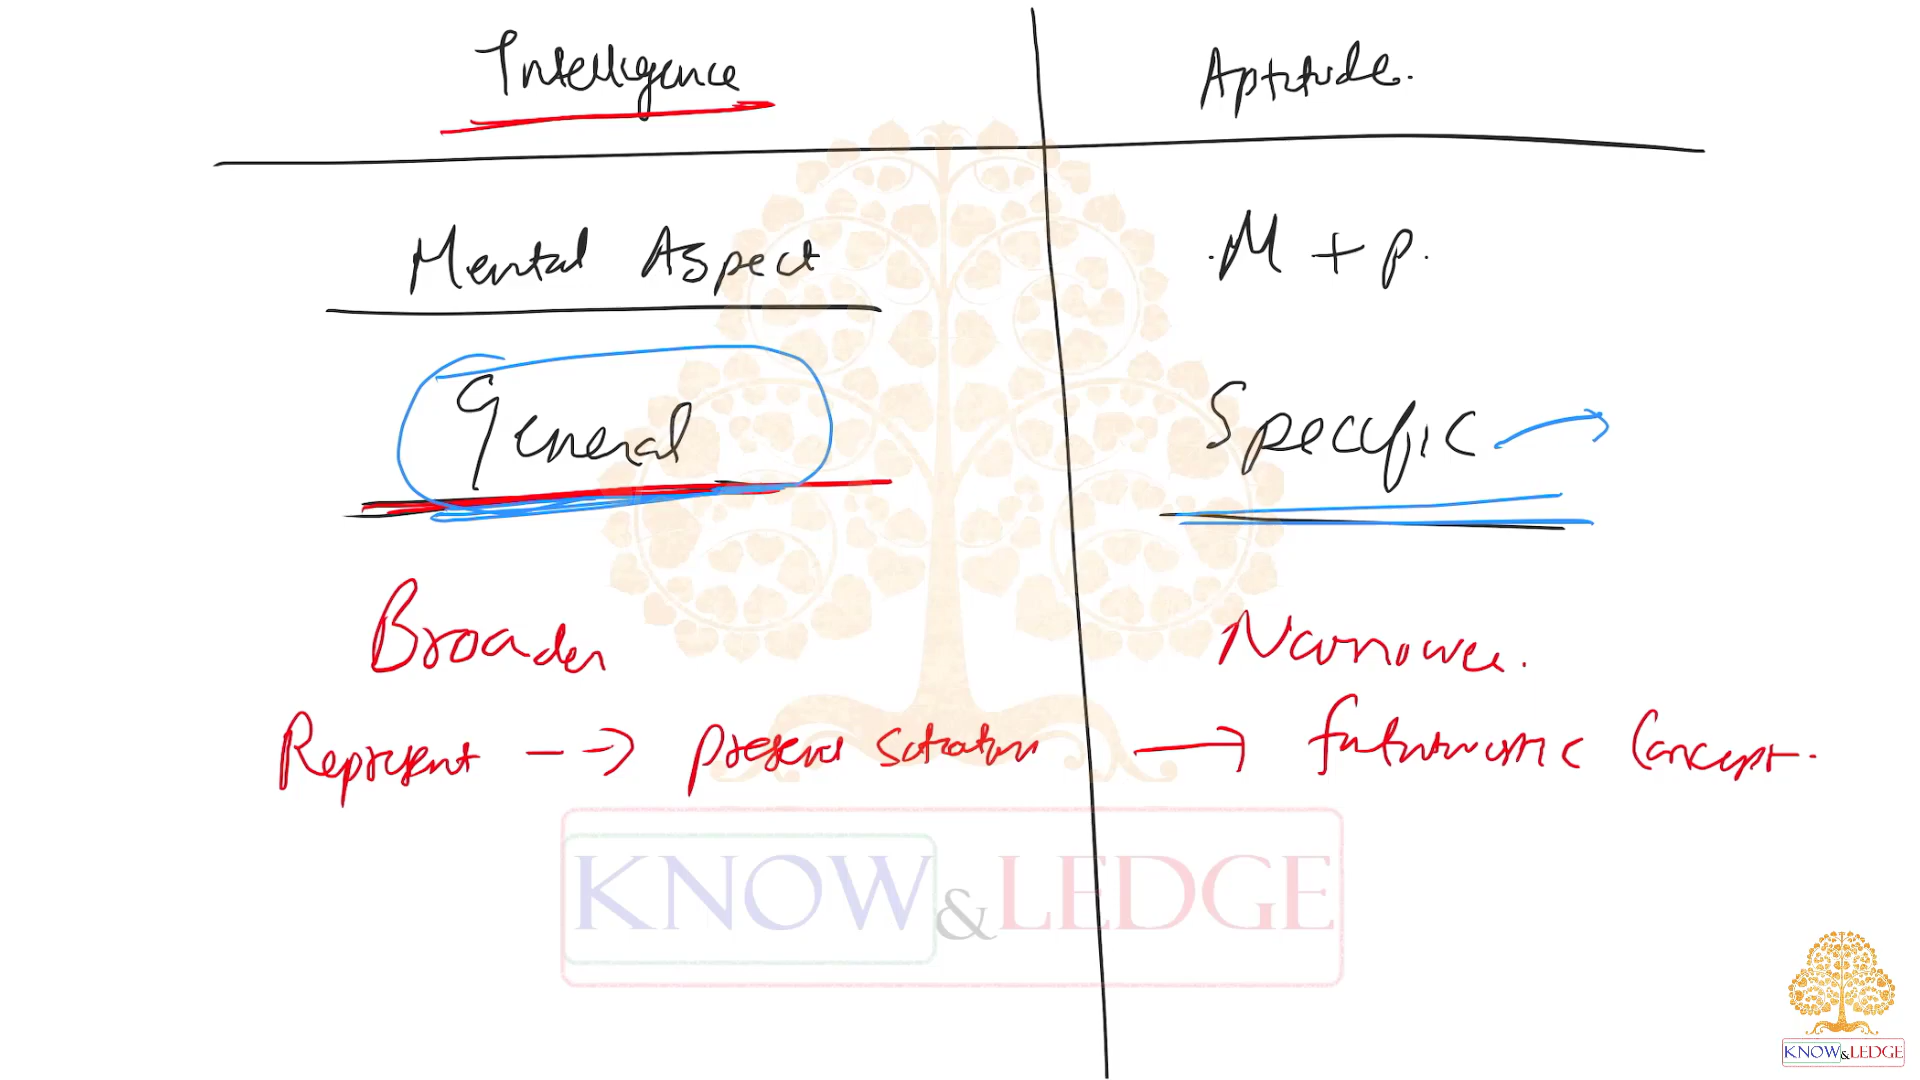 Intelligence Aptitude.
Mental Aspect M + P.
General Specific
Broader Narrower.
Represent --> present situation → futuristic Concept.
KNOW&LEDGE
KNOW&LEDGE